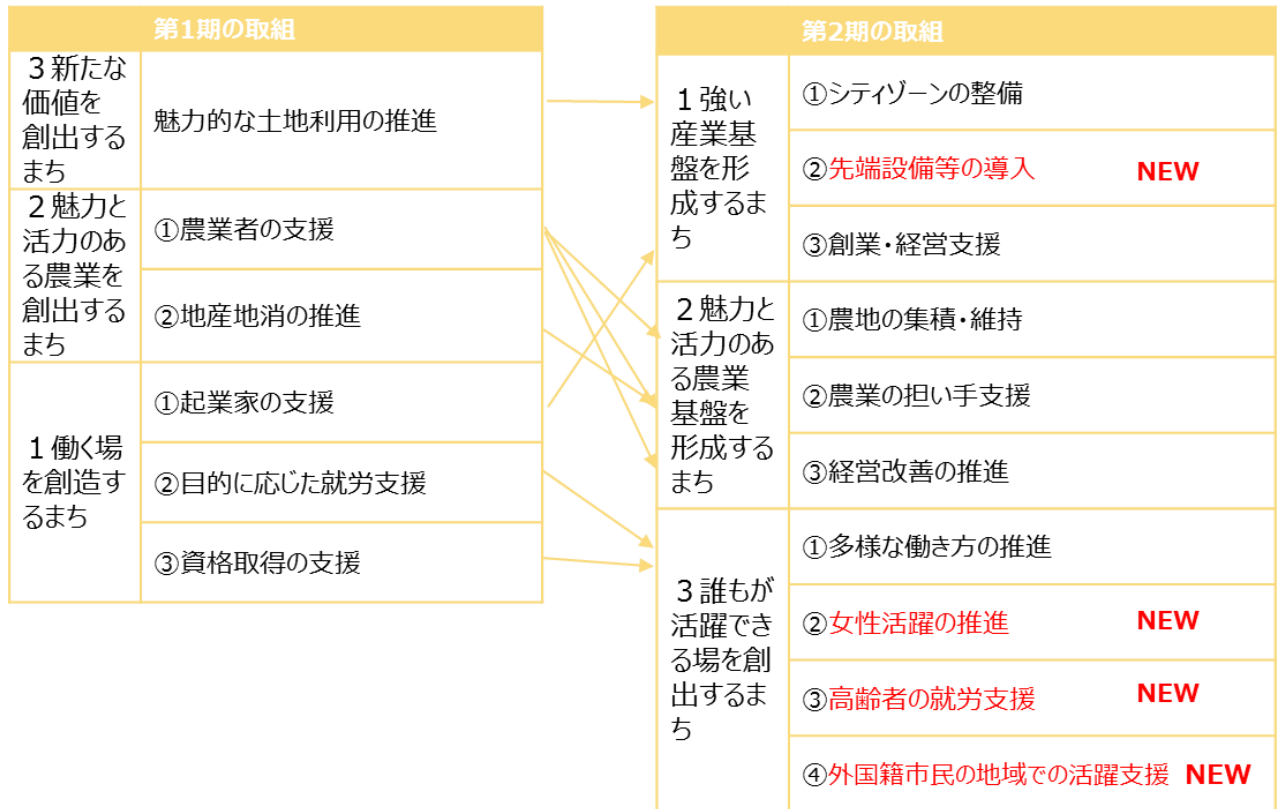 第1期の取組
３新たな
価値を
創出する
まち
魅力的な土地利用の推進
２魅力と
活力のあ
る農業を
創出する
まち
①農業者の支援
②地産地消の推進
１働く場
を創造す
るまち
①起業家の支援
②目的に応じた就労支援
③資格取得の支援
第2期の取組
１強い
産業基
盤を形
成するま
ち
①シティゾーンの整備
②先端設備等の導入 NEW
③創業・経営支援
２魅力と
活力のあ
る農業
基盤を
形成する
まち
①農地の集積・維持
②農業の担い手支援
③経営改善の推進
３誰もが
活躍でき
る場を創
出するま
ち
①多様な働き方の推進
②女性活躍の推進 NEW
③高齢者の就労支援 NEW
④外国籍市民の地域での活躍支援 NEW